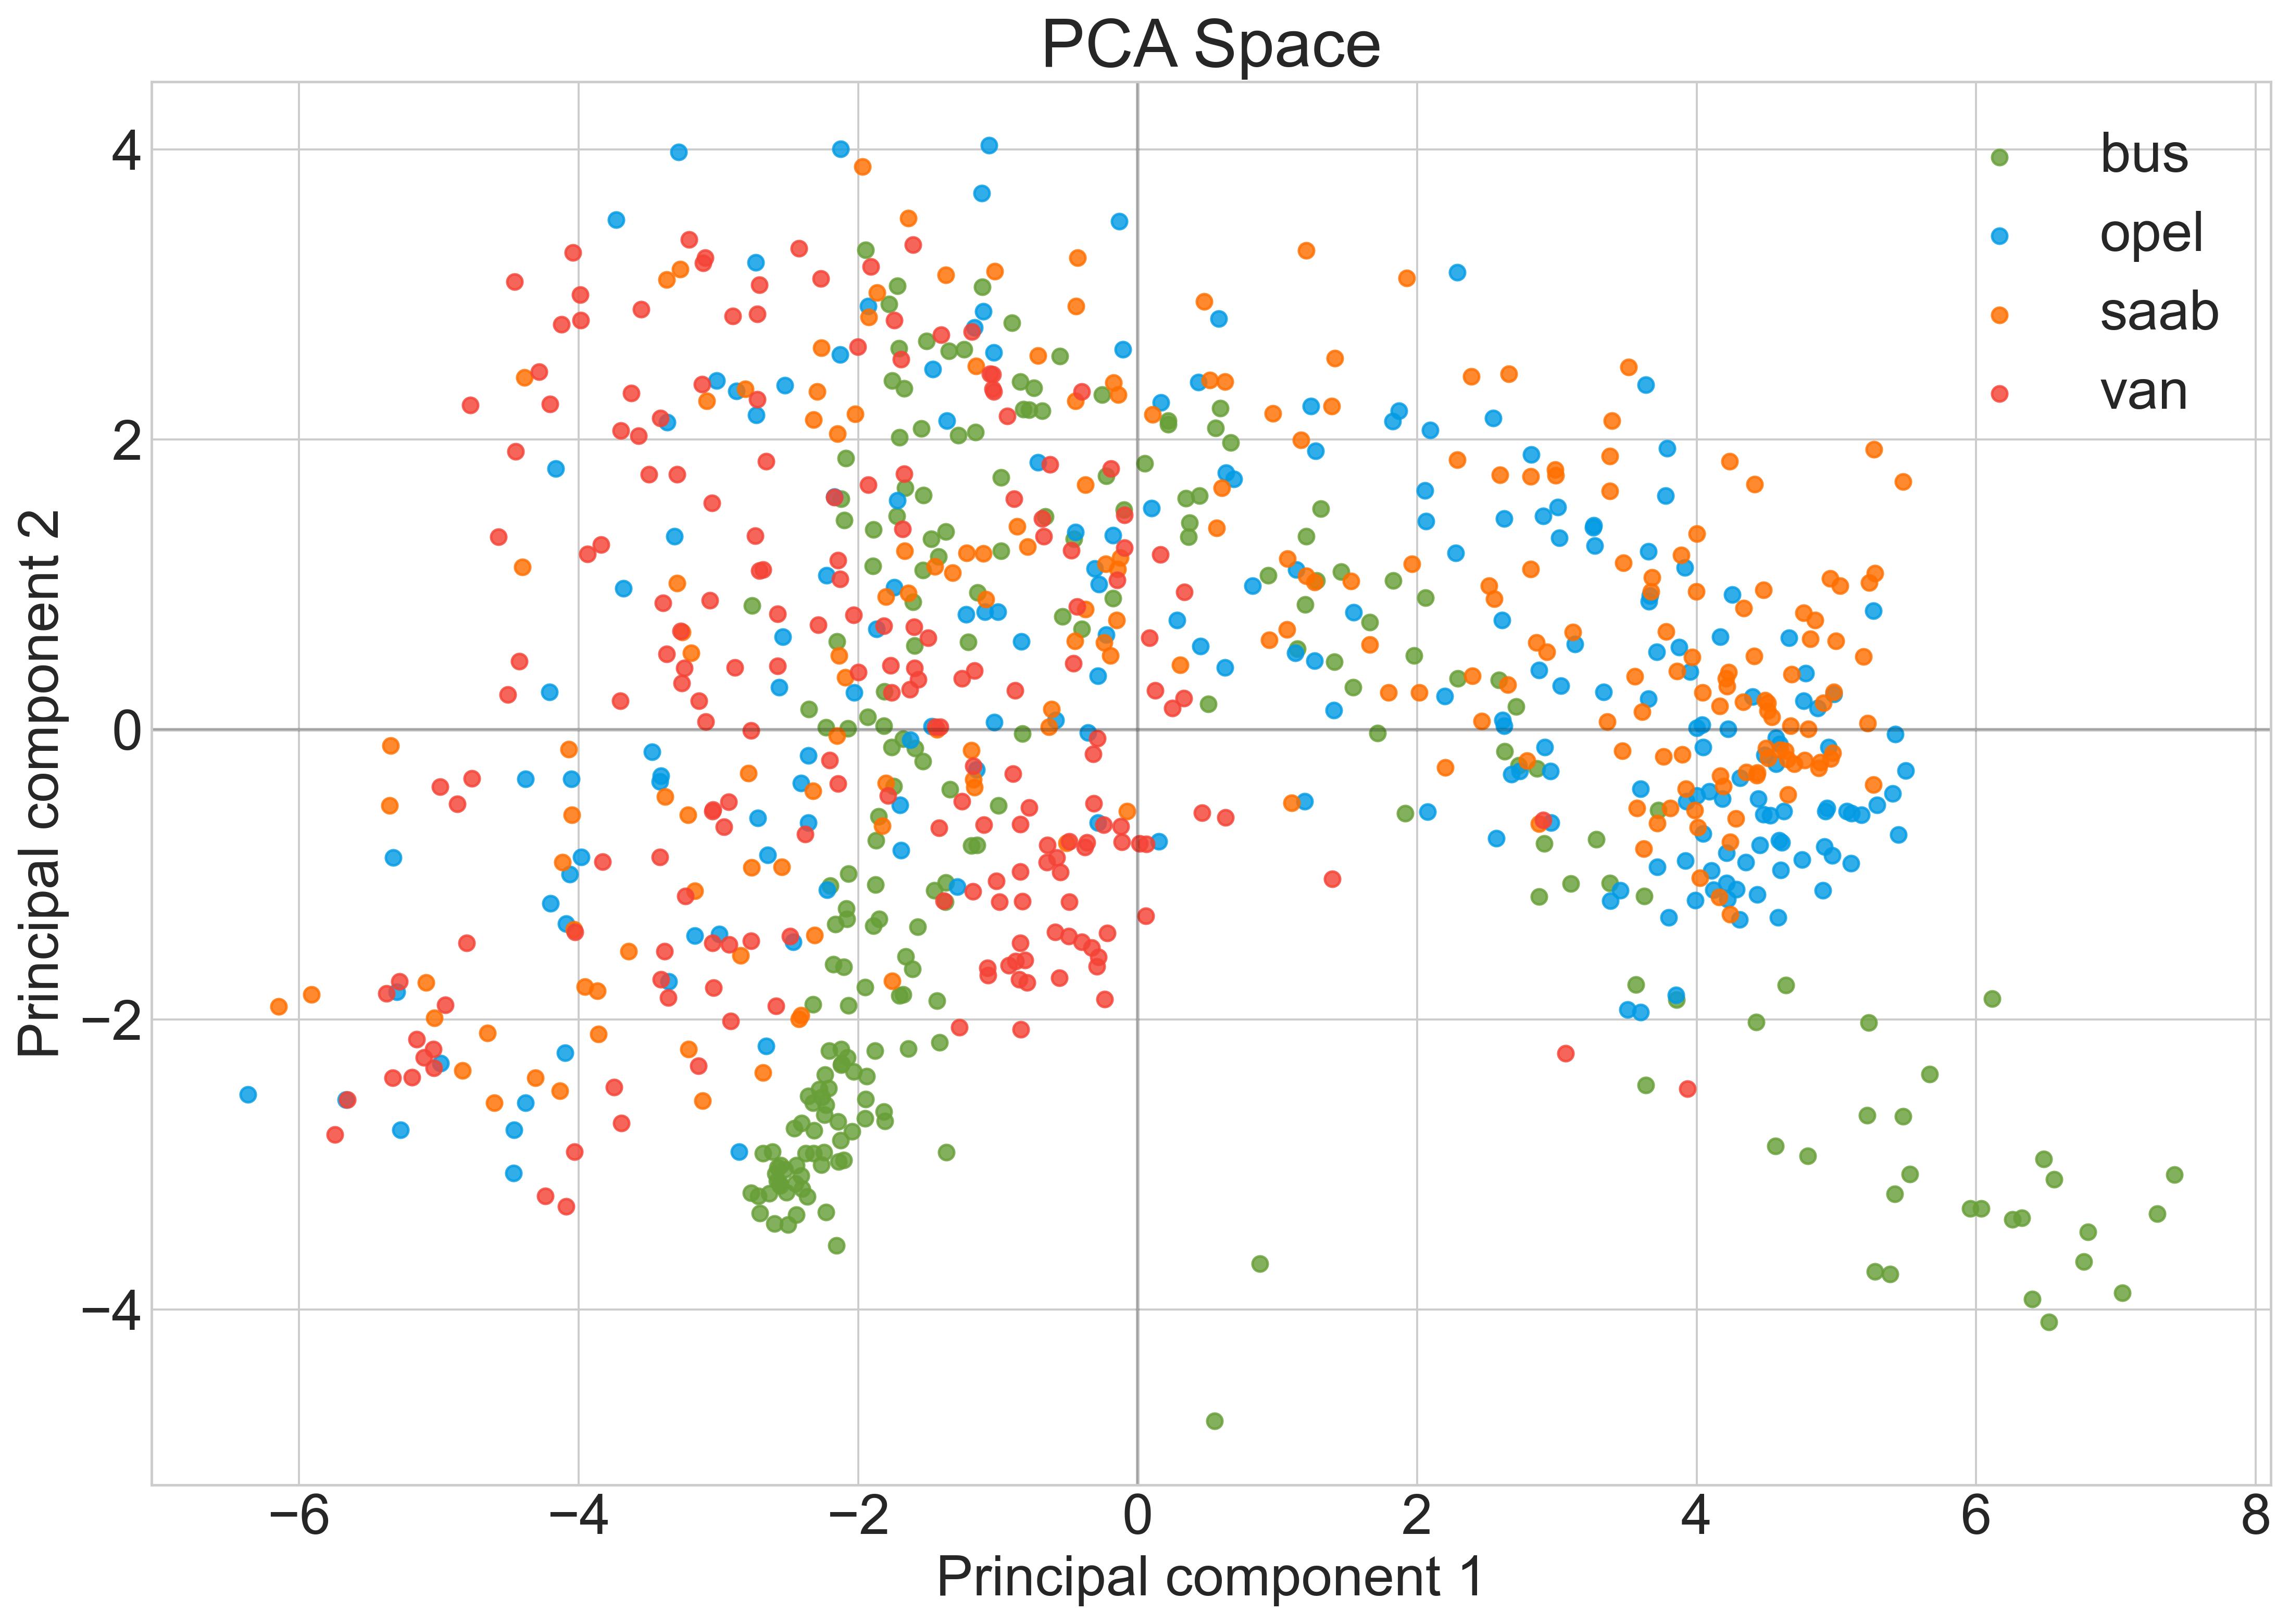 PCA Space
bus
opel
saab
van
4
2
0
−2
−4
Principal component 2
−6
−4
−2
0
2
4
6
8
Principal component 1